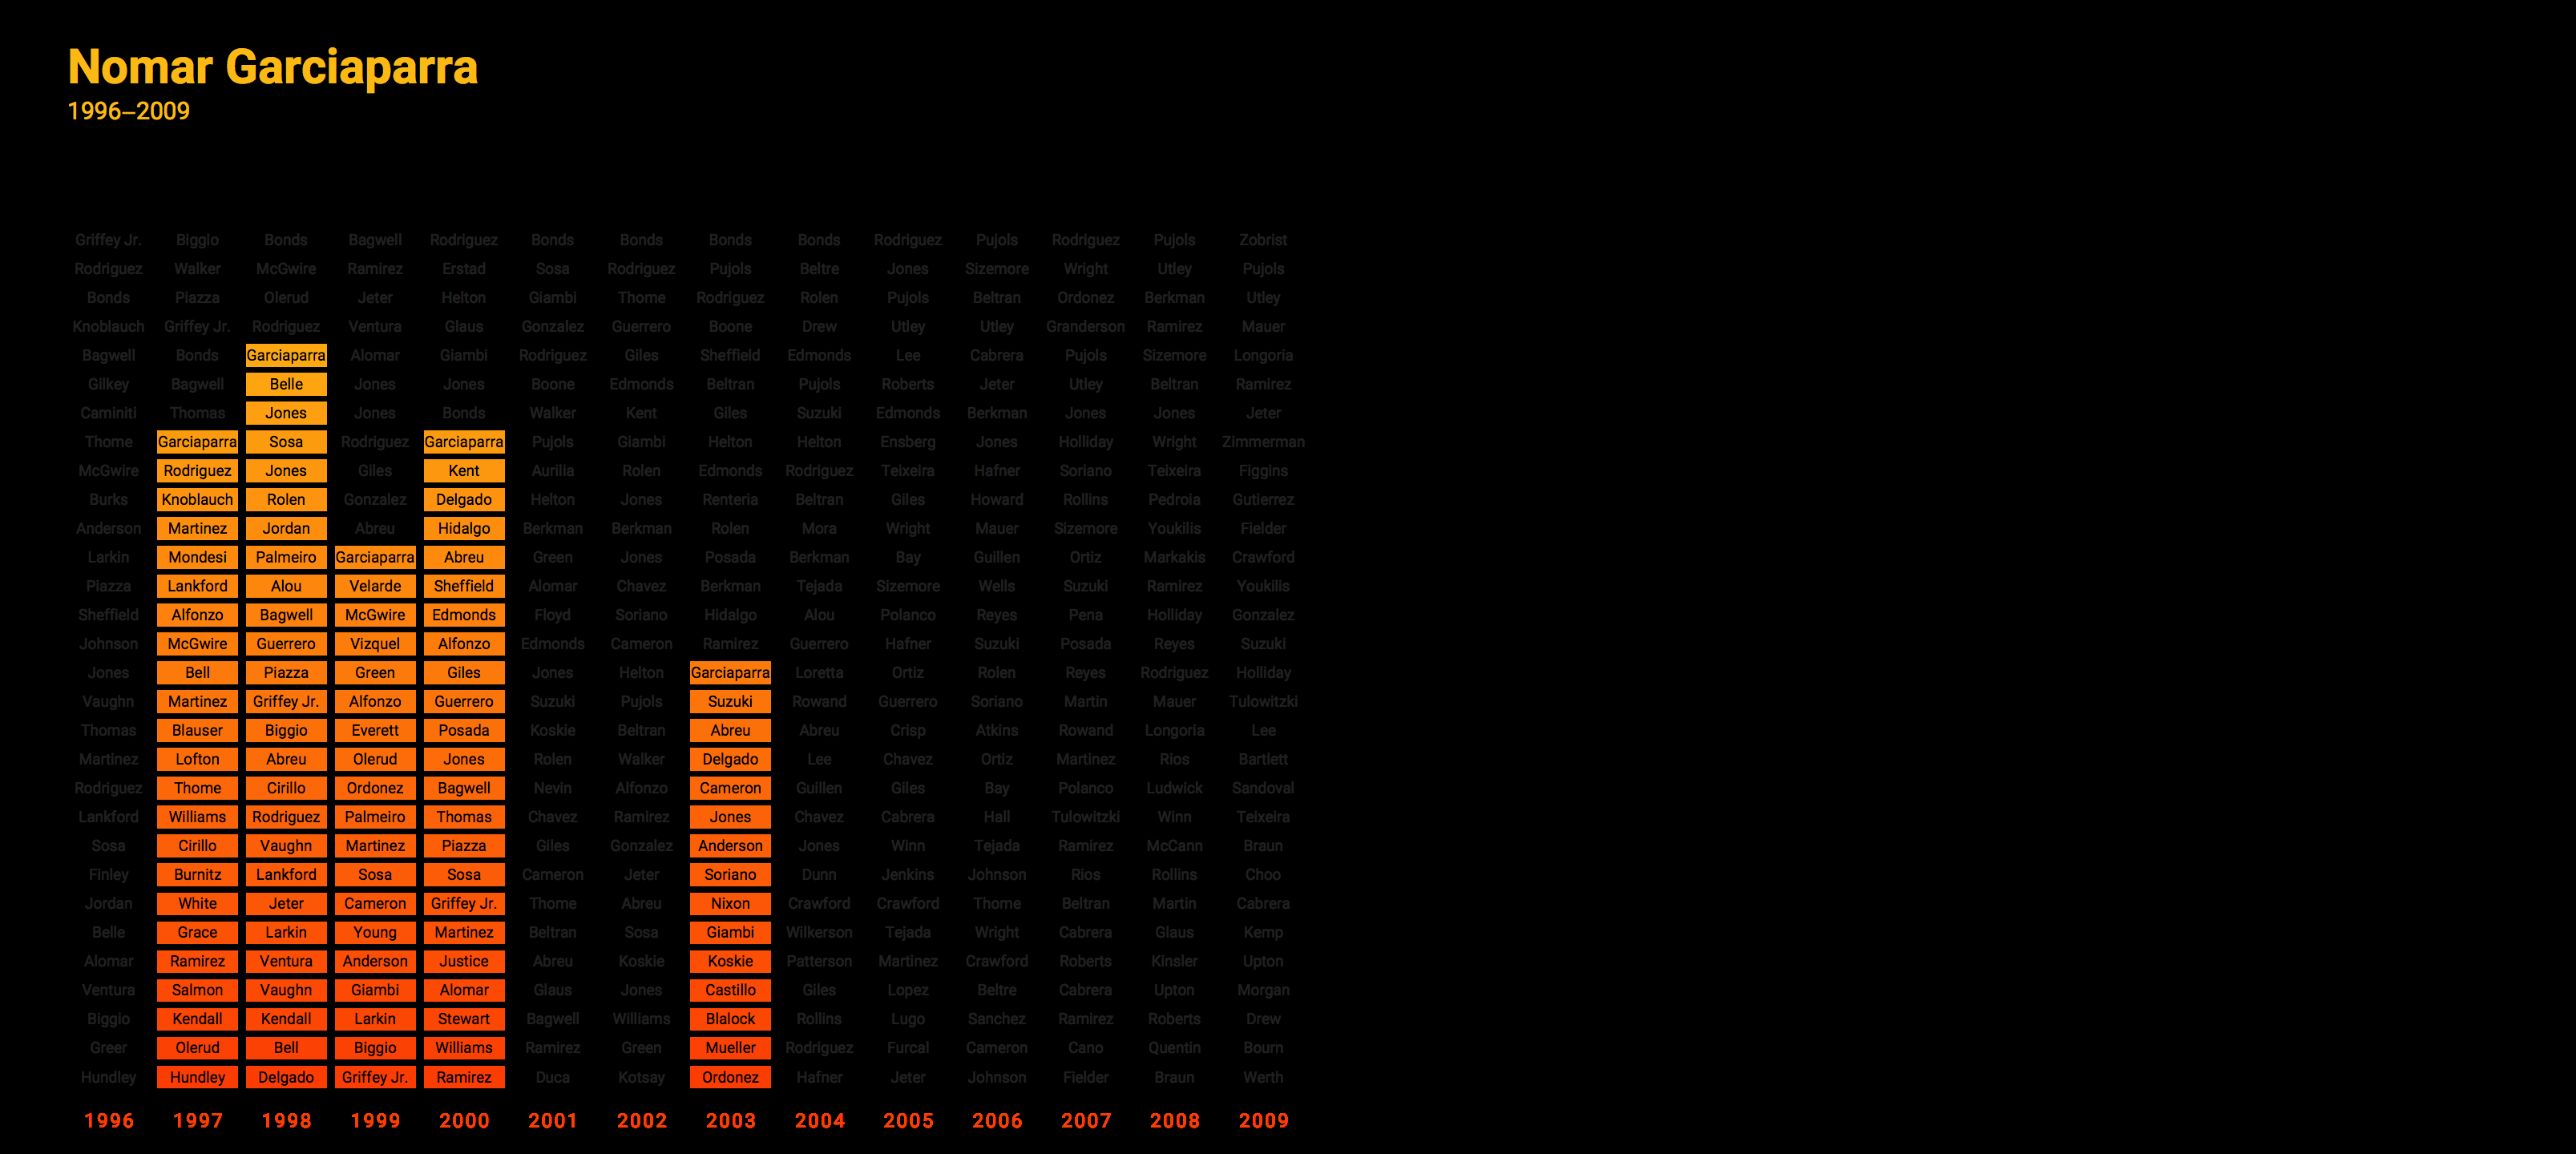 Nomar Garciaparra
1996–2009
Griffey Jr. Biggio Bonds Bagwell Rodriguez Bonds Bonds Bonds Bonds Rodriguez Pujols Rodriguez Pujols Zobrist
Rodriguez Walker McGwire Ramirez Erstad Sosa Rodriguez Pujols Beltre Jones Sizemore Wright Utley Pujols
Bonds Piazza Olerud Jeter Helton Giambi Thome Rodriguez Rolen Pujols Beltran Ordonez Berkman Utley
Knoblauch Griffey Jr. Rodriguez Ventura Glaus Gonzalez Guerrero Boone Drew Utley Utley Granderson Ramirez Mauer
Bagwell Bonds Garciaparra Alomar Giambi Rodriguez Giles Sheffield Edmonds Lee Cabrera Pujols Sizemore Longoria
Gilkey Bagwell Belle Jones Jones Boone Edmonds Beltran Pujols Roberts Jeter Utley Beltran Ramirez
Caminiti Thomas Jones Jones Bonds Walker Kent Giles Suzuki Edmonds Berkman Jones Jones Jeter
Thome Garciaparra Sosa Rodriguez Garciaparra Pujols Giambi Helton Helton Ensberg Jones Holliday Wright Zimmerman
McGwire Rodriguez Jones Giles Kent Aurilia Rolen Edmonds Rodriguez Teixeira Hafner Soriano Teixeira Figgins
Burks Knoblauch Rolen Gonzalez Delgado Helton Jones Renteria Beltran Giles Howard Rollins Pedroia Gutierrez
Anderson Martinez Jordan Abreu Hidalgo Berkman Berkman Rolen Mora Wright Mauer Sizemore Youkilis Fielder
Larkin Mondesi Palmeiro Garciaparra Abreu Green Jones Posada Berkman Bay Guillen Ortiz Markakis Crawford
Piazza Lankford Alou Velarde Sheffield Alomar Chavez Berkman Tejada Sizemore Wells Suzuki Ramirez Youkilis
Sheffield Alfonzo Bagwell McGwire Edmonds Floyd Soriano Hidalgo Alou Polanco Reyes Pena Holliday Gonzalez
Johnson McGwire Guerrero Vizquel Alfonzo Edmonds Cameron Ramirez Guerrero Hafner Suzuki Posada Reyes Suzuki
Jones Bell Piazza Green Giles Jones Helton Garciaparra Loretta Ortiz Rolen Reyes Rodriguez Holliday
Vaughn Martinez Griffey Jr. Alfonzo Guerrero Suzuki Pujols Suzuki Rowand Guerrero Soriano Martin Mauer Tulowitzki
Thomas Blauser Biggio Everett Posada Koskie Beltran Abreu Abreu Crisp Atkins Rowand Longoria Lee
Martinez Lofton Abreu Olerud Jones Rolen Walker Delgado Lee Chavez Ortiz Martinez Rios Bartlett
Rodriguez Thome Cirillo Ordonez Bagwell Nevin Alfonzo Cameron Guillen Giles Bay Polanco Ludwick Sandoval
Lankford Williams Rodriguez Palmeiro Thomas Chavez Ramirez Jones Chavez Cabrera Hall Tulowitzki Winn Teixeira
Sosa Cirillo Vaughn Martinez Piazza Giles Gonzalez Anderson Jones Winn Tejada Ramirez McCann Braun
Finley Burnitz Lankford Sosa Sosa Cameron Jeter Soriano Dunn Jenkins Johnson Rios Rollins Choo
Jordan White Jeter Cameron Griffey Jr. Thome Abreu Nixon Crawford Crawford Thome Beltran Martin Cabrera
Belle Grace Larkin Young Martinez Beltran Sosa Giambi Wilkerson Tejada Wright Cabrera Glaus Kemp
Alomar Ramirez Ventura Anderson Justice Abreu Koskie Koskie Patterson Martinez Crawford Roberts Kinsler Upton
Ventura Salmon Vaughn Giambi Alomar Glaus Jones Castillo Giles Lopez Beltre Cabrera Upton Morgan
Biggio Kendall Kendall Larkin Stewart Bagwell Williams Blalock Rollins Lugo Sanchez Ramirez Roberts Drew
Greer Olerud Bell Biggio Williams Ramirez Green Mueller Rodriguez Furcal Cameron Cano Quentin Bourn
Hundley Hundley Delgado Griffey Jr. Ramirez Duca Kotsay Ordonez Hafner Jeter Johnson Fielder Braun Werth
1996 1997 1998 1999 2000 2001 2002 2003 2004 2005 2006 2007 2008 2009